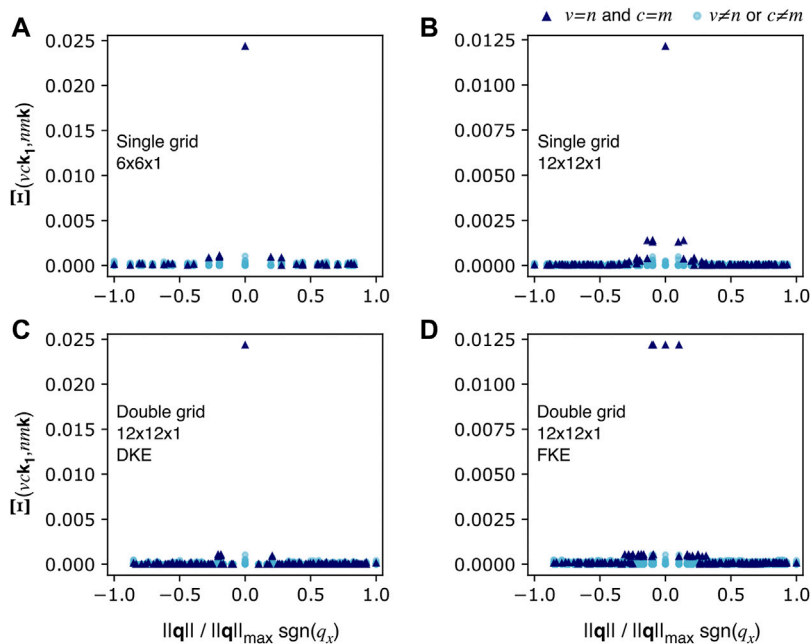 A
B
▲ v=n and c=m ● v≠n or c≠m
0.025
0.020
0.015
0.010
0.005
0.000
Ξ(vck₁,nmk)
Single grid
6x6x1
−1.0 −0.5 0.0 0.5 1.0
0.0125
0.0100
0.0075
0.0050
0.0025
0.0000
Single grid
12x12x1
−1.0 −0.5 0.0 0.5 1.0
C
D
0.025
0.020
0.015
0.010
0.005
0.000
Ξ(vck₁,nmk)
Double grid
12x12x1
DKE
−1.0 −0.5 0.0 0.5 1.0
||q|| / ||q||max sgn(qx)
0.0125
0.0100
0.0075
0.0050
0.0025
0.0000
Double grid
12x12x1
FKE
−1.0 −0.5 0.0 0.5 1.0
||q|| / ||q||max sgn(qx)